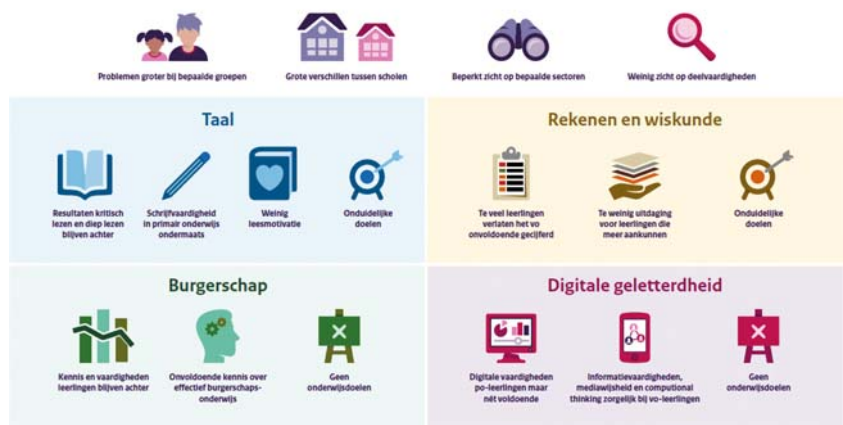 Problemen groter bij bepaalde groepen
Grote verschillen tussen scholen
Beperkt zicht op bepaalde sectoren
Weinig zicht op deelvaardigheden
Taal
Resultaten kritisch
lezen en diep lezen
blijven achter
Schrijfvaardigheid
in primair onderwijs
ondermaats
Weinig
leesmotivatie
Onduidelijke
doelen
Rekenen en wiskunde
Te veel leerlingen
verlaten het vo
onvoldoende gecijferd
Te weinig uitdaging
voor leerlingen die
meer aankunnen
Onduidelijke
doelen
Burgerschap
Kennis en vaardigheden
leerlingen blijven achter
Onvoldoende kennis over
effectief burgerschaps-
onderwijs
Geen
onderwijsdoelen
Digitale geletterdheid
Digitale vaardigheden
po-leerlingen maar
nét voldoende
Informatievaardigheden,
mediawijsheid en computional
thinking zorgelijk bij vo-leerlingen
Geen
onderwijsdoelen